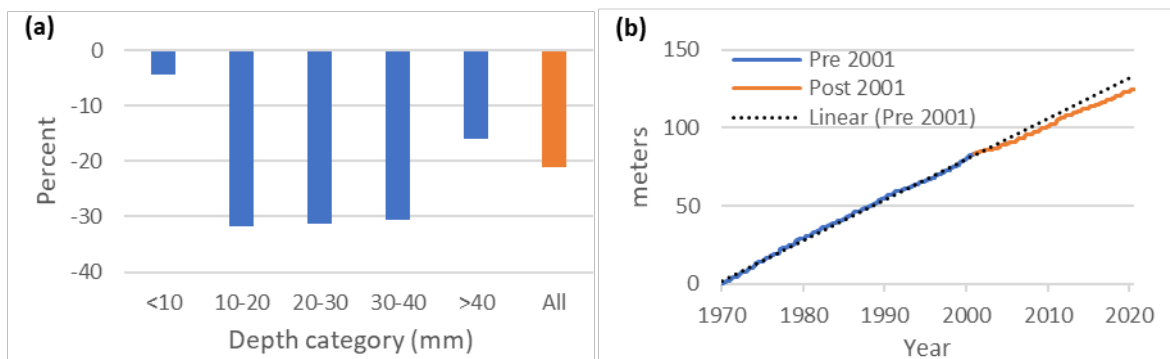 (a)
0
-10
-20
-30
-40
Percent
<10 10-20 20-30 30-40 >40 All
Depth category (mm)
(b)
150
100
50
0
meters
Pre 2001
Post 2001
Linear (Pre 2001)
1970 1980 1990 2000 2010 2020
Year